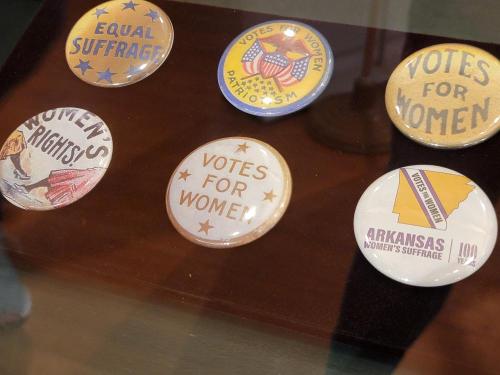 EQUAL
SUFFRAGE
VOTES FOR WOMEN
PATRIOTISM
VOTES
FOR
WOMEN
WOMEN'S
RIGHTS!
VOTES
FOR
WOMEN
VOTES FOR WOMEN
ARKANSAS
WOMEN'S SUFFRAGE
100
YEARS